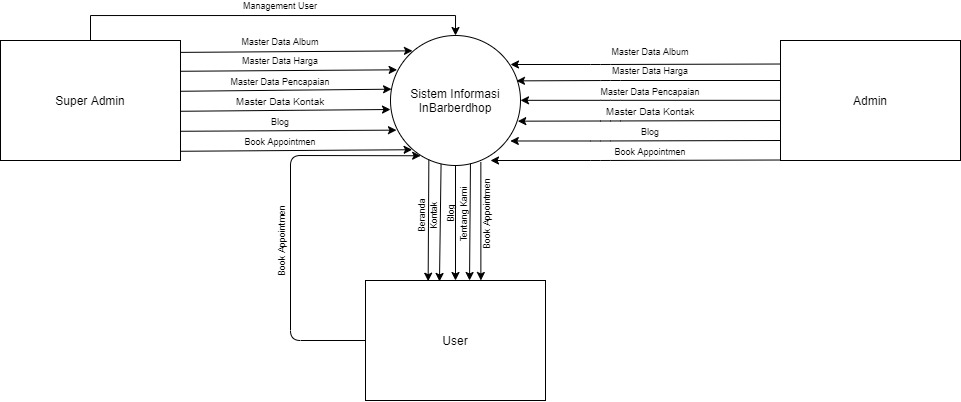 Management User
Super Admin
Master Data Album
Master Data Harga
Master Data Pencapaian
Master Data Kontak
Blog
Book Appointmen
Sistem Informasi
InBarberdhop
Master Data Album
Master Data Harga
Master Data Pencapaian
Master Data Kontak
Blog
Book Appointmen
Admin
Book Appointmen
Beranda
Kontak
Blog
Tentang Kami
Book Appointmen
User